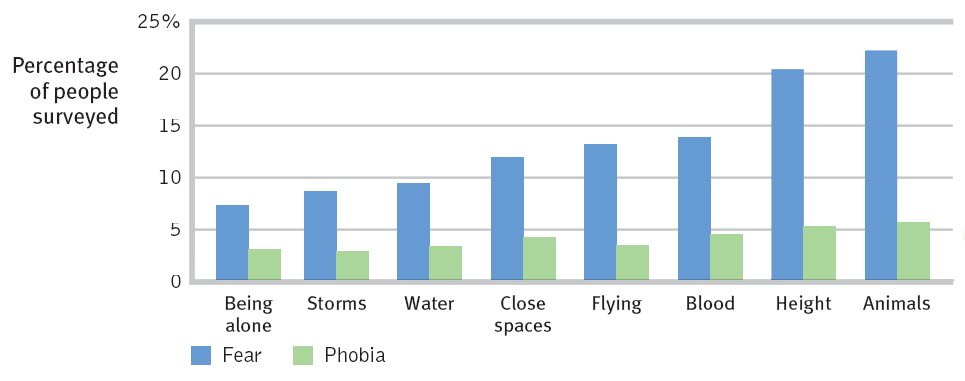 25%
Percentage
of people
surveyed
20
15
10
5
0
Being
alone
Storms
Water
Close
spaces
Flying
Blood
Height
Animals
Fear
Phobia